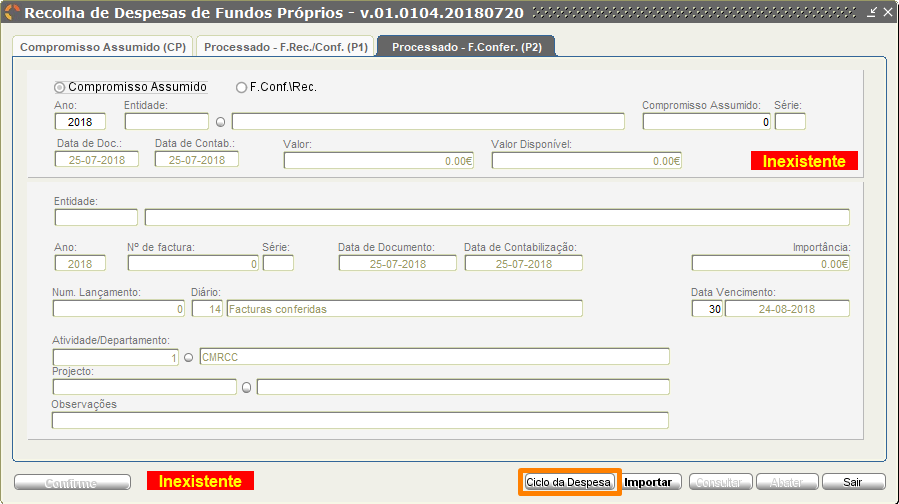 Recolha de Despesas de Fundos Próprios - v.01.0104.20180720
Compromisso Assumido (CP) Processado - F.Rec./Conf. (P1) Processado - F.Confer. (P2)
Compromisso Assumido F.Conf.\Rec.
Ano: Entidade: Compromisso Assumido: Série:
2018 0
Data de Doc.: Data de Contab.: Valor: Valor Disponível:
25-07-2018 25-07-2018 0.00€ 0.00€ Inexistente
Entidade:
Ano: Nº de factura: Série: Data de Documento: Data de Contabilização: Importância:
2018 0 25-07-2018 25-07-2018 0.00€
Num. Lançamento: Diário: Data Vencimento:
0 14 Facturas conferidas 30 24-08-2018
Atividade/Departamento:
1 CMRCC
Projecto:
Observações
Confirme Inexistente Ciclo da Despesa Importar Consultar Abater Sair